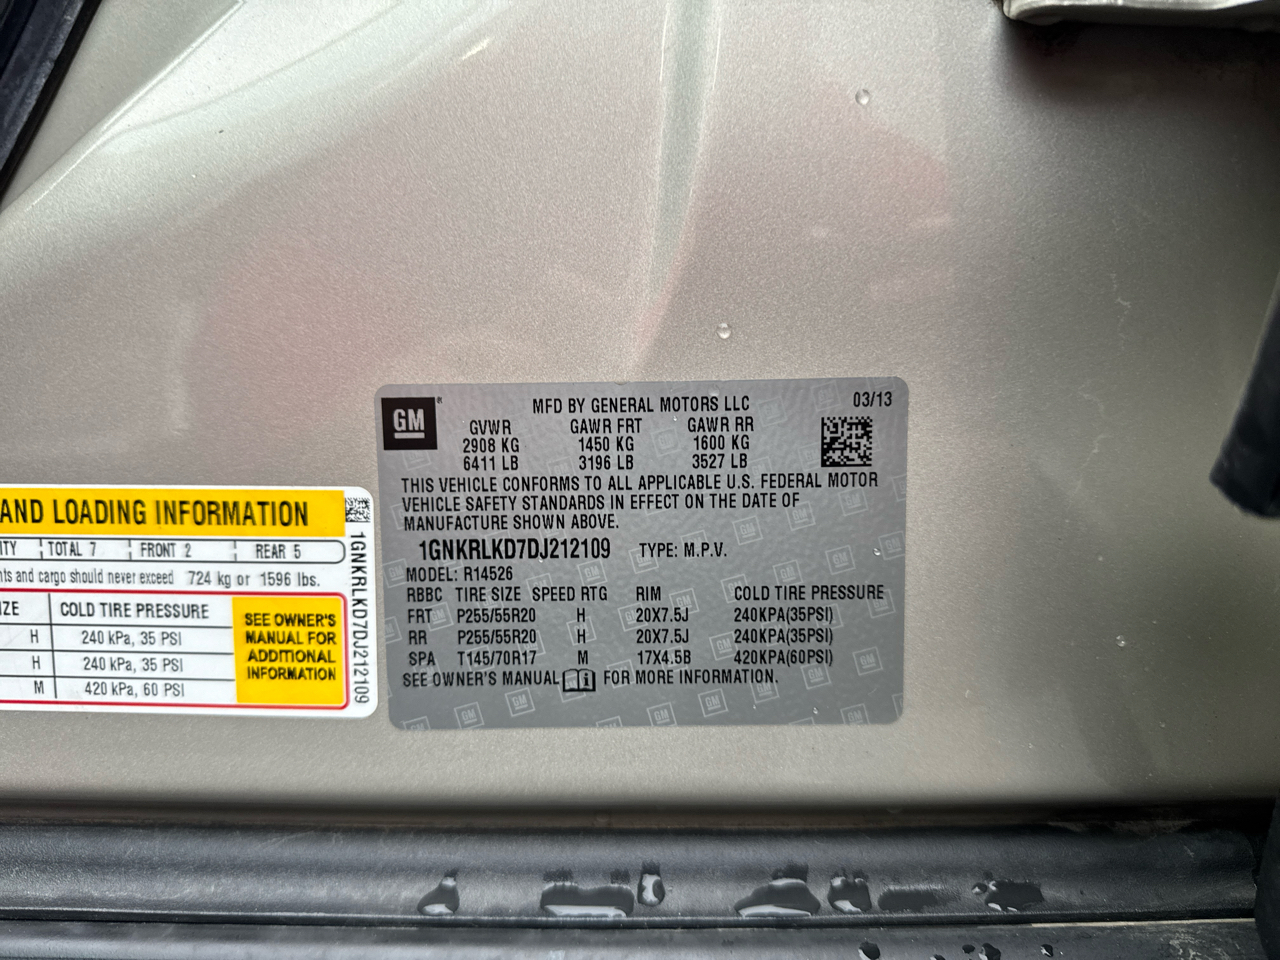 GM
®
MFD BY GENERAL MOTORS LLC 03/13
GVWR GAWR FRT GAWR RR
2908 KG 1450 KG 1600 KG
6411 LB 3196 LB 3527 LB
THIS VEHICLE CONFORMS TO ALL APPLICABLE U.S. FEDERAL MOTOR
VEHICLE SAFETY STANDARDS IN EFFECT ON THE DATE OF
MANUFACTURE SHOWN ABOVE.
1GNKRLKD7DJ212109 TYPE: M.P.V.
MODEL: R14526
RBBC TIRE SIZE SPEED RTG RIM COLD TIRE PRESSURE
FRT P255/55R20 H 20X7.5J 240KPA(35PSI)
RR P255/55R20 H 20X7.5J 240KPA(35PSI)
SPA T145/70R17 M 17X4.5B 420KPA(60PSI)
SEE OWNER'S MANUAL i FOR MORE INFORMATION.
AND LOADING INFORMATION
ITY TOTAL 7 FRONT 2 REAR 5
nts and cargo should never exceed 724 kg or 1596 lbs.
IZE COLD TIRE PRESSURE
H 240 kPa, 35 PSI
H 240 kPa, 35 PSI
M 420 kPa, 60 PSI
SEE OWNER'S
MANUAL FOR
ADDITIONAL
INFORMATION
1GNKRLKD7DJ212109